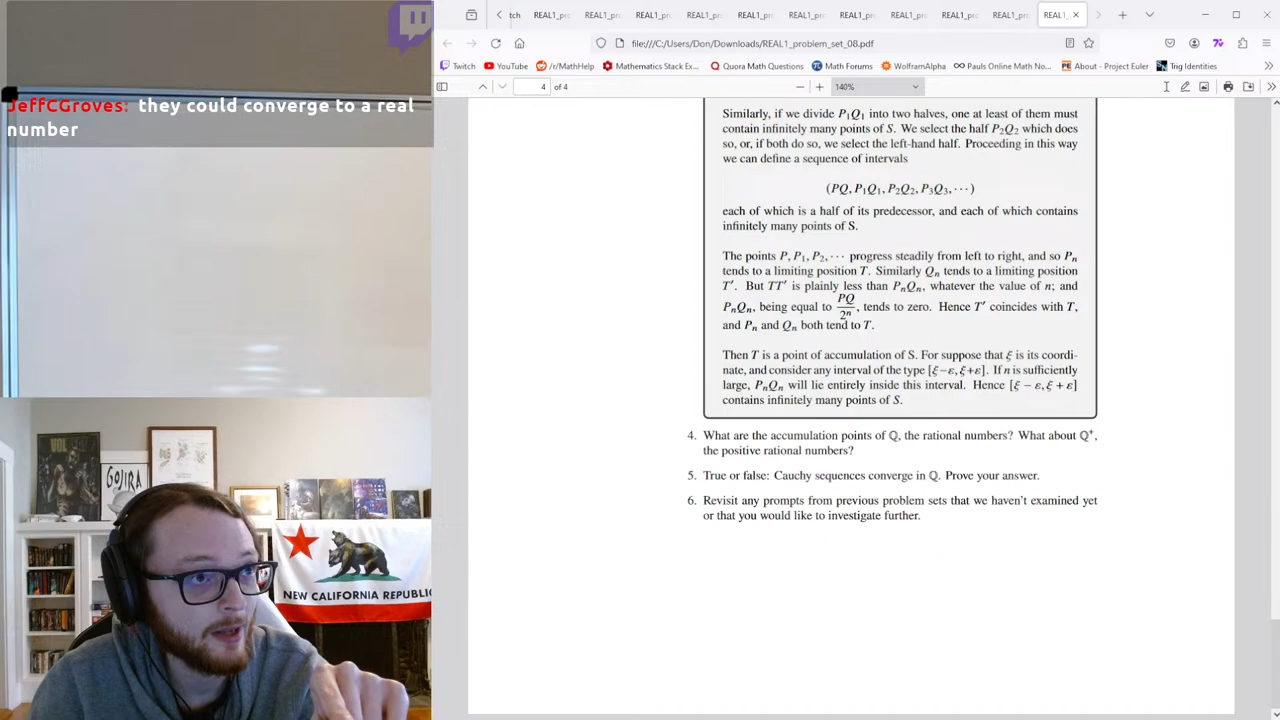 REAL1_pr
REAL1_pr
REAL1_pr
REAL1_pr
REAL1_pr
REAL1_pr
REAL1_pr
REAL1_pr
REAL1_pr
REAL1_pr
REAL1_
file:///C:/Users/Don/Downloads/REAL1_problem_set_08.pdf
Twitch YouTube /r/MathHelp Mathematics Stack Ex... Quora Math Questions Math Forums WolframAlpha Pauls Online Math No... About - Project Euler Trig Identities
4 of 4
140%
JeffCGroves: they could converge to a real
number
Similarly, if we divide P₁Q₁ into two halves, one at least of them must
contain infinitely many points of S. We select the half P₂Q₂ which does
so, or, if both do so, we select the left-hand half. Proceeding in this way
we can define a sequence of intervals
(PQ, P₁Q₁, P₂Q₂, P₃Q₃, ⋯)
each of which is a half of its predecessor, and each of which contains
infinitely many points of S.
The points P, P₁, P₂, ⋯ progress steadily from left to right, and so Pₙ
tends to a limiting position T. Similarly Qₙ tends to a limiting position
T′. But TT′ is plainly less than PₙQₙ, whatever the value of n; and
PₙQₙ, being equal to PQ/2ⁿ, tends to zero. Hence T′ coincides with T,
and Pₙ and Qₙ both tend to T.
Then T is a point of accumulation of S. For suppose that ξ is its coordi-
nate, and consider any interval of the type [ξ−ε, ξ+ε]. If n is sufficiently
large, PₙQₙ will lie entirely inside this interval. Hence [ξ − ε, ξ + ε]
contains infinitely many points of S.
4. What are the accumulation points of ℚ, the rational numbers? What about ℚ⁺,
the positive rational numbers?
5. True or false: Cauchy sequences converge in ℚ. Prove your answer.
6. Revisit any prompts from previous problem sets that we haven't examined yet
or that you would like to investigate further.
VOL
GOJIRA
NEW CALIFORNIA REPUBLI